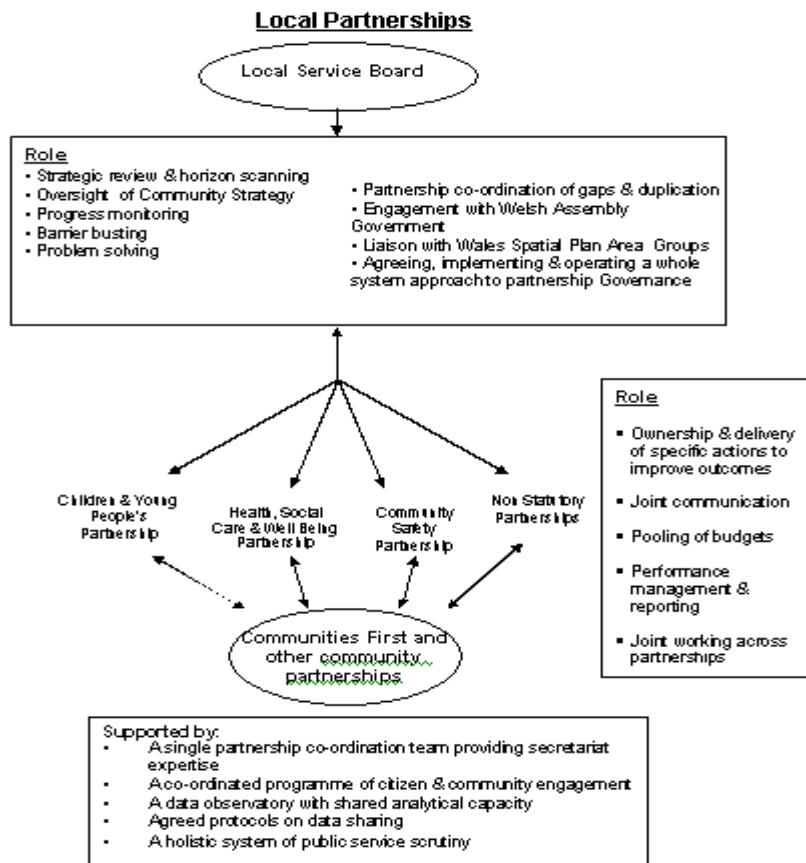 Local Partnerships
Local Service Board
Role
• Strategic review & horizon scanning
• Oversight of Community Strategy
• Progress monitoring
• Barrier busting
• Problem solving
• Partnership co-ordination of gaps & duplication
• Engagement with Welsh Assembly
Government
• Liaison with Wales Spatial Plan Area Groups
• Agreeing, implementing & operating a whole
system approach to partnership Governance
Children & Young
People's
Partnership
Health, Social
Care & Well Being
Partnership
Community
Safety
Partnership
Non Statutory
Partnerships
Role
▪ Ownership & delivery
of specific actions to
improve outcomes
▪ Joint communication
▪ Pooling of budgets
▪ Performance
management &
reporting
▪ Joint working across
partnerships
Communities First and
other community
partnerships
Supported by:
• A single partnership co-ordination team providing secretariat
expertise
• A co-ordinated programme of citizen & community engagement
• A data observatory with shared analytical capacity
• Agreed protocols on data sharing
• A holistic system of public service scrutiny